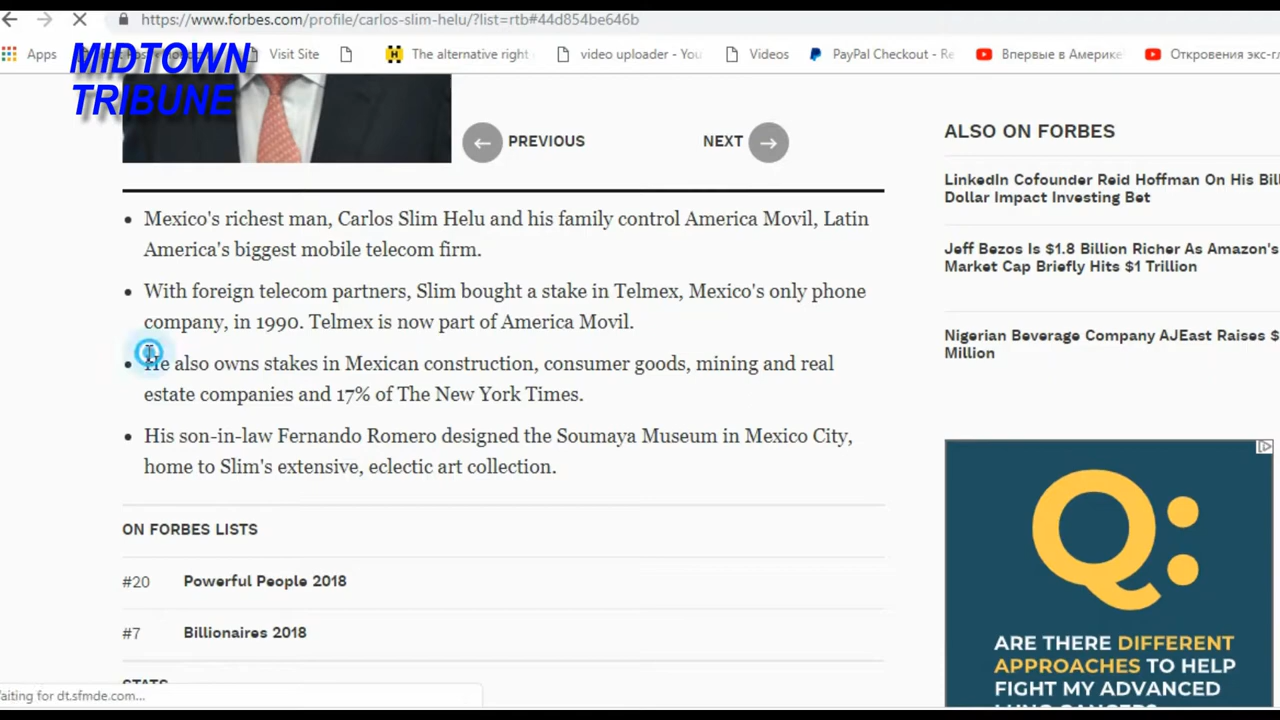 https://www.forbes.com/profile/carlos-slim-helu/?list=rtb#44d854be646b
Apps
Visit Site
The alternative right
video uploader - You
Videos
PayPal Checkout - Re
Впервые в Америке
Откровения экс-гл
MIDTOWN
TRIBUNE
PREVIOUS
NEXT
Mexico's richest man, Carlos Slim Helu and his family control America Movil, Latin
America's biggest mobile telecom firm.
With foreign telecom partners, Slim bought a stake in Telmex, Mexico's only phone
company, in 1990. Telmex is now part of America Movil.
He also owns stakes in Mexican construction, consumer goods, mining and real
estate companies and 17% of The New York Times.
His son-in-law Fernando Romero designed the Soumaya Museum in Mexico City,
home to Slim's extensive, eclectic art collection.
ON FORBES LISTS
#20 Powerful People 2018
#7 Billionaires 2018
STATS
ALSO ON FORBES
LinkedIn Cofounder Reid Hoffman On His Bil
Dollar Impact Investing Bet
Jeff Bezos Is $1.8 Billion Richer As Amazon's
Market Cap Briefly Hits $1 Trillion
Nigerian Beverage Company AJEast Raises $
Million
Q:
ARE THERE DIFFERENT
APPROACHES TO HELP
FIGHT MY ADVANCED
LUNG CANCER?
aiting for dt.sfmde.com...